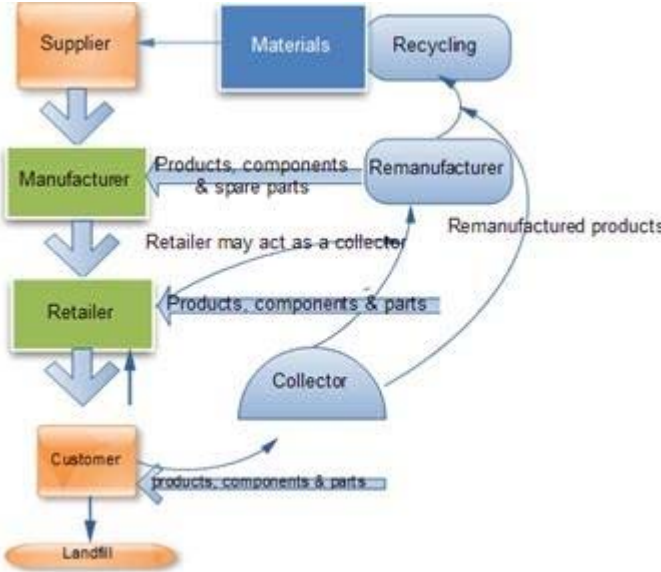 Supplier
Materials
Recycling
Manufacturer
Products, components
& spare parts
Remanufacturer
Retailer may act as a collector
Remanufactured products
Retailer
Products, components & parts
Collector
Customer
products, components & parts
Landfill